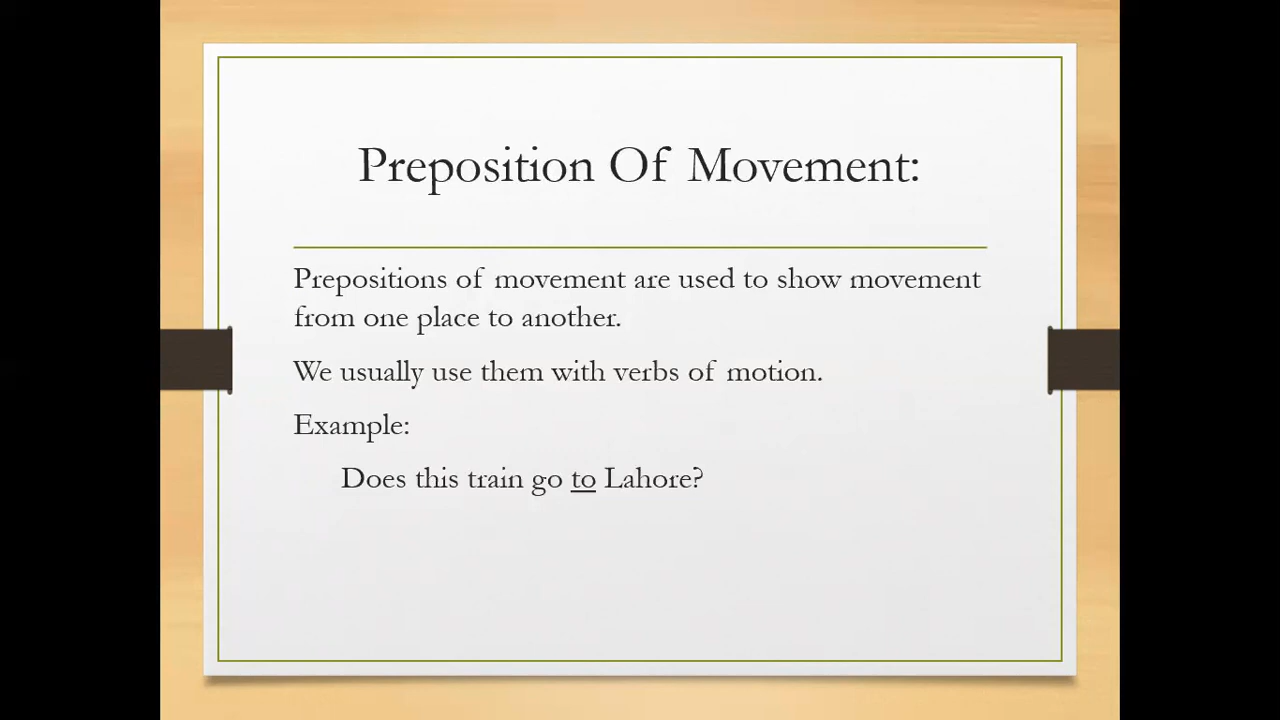 Preposition Of Movement:
Prepositions of movement are used to show movement
from one place to another.
We usually use them with verbs of motion.
Example:
Does this train go to Lahore?